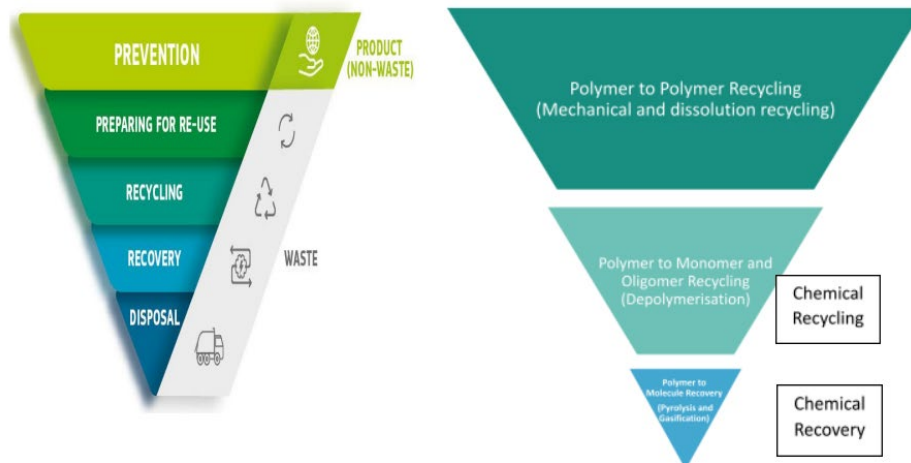 PREVENTION
PRODUCT
(NON-WASTE)
PREPARING FOR RE-USE
RECYCLING
RECOVERY
WASTE
DISPOSAL
Polymer to Polymer Recycling
(Mechanical and dissolution recycling)
Polymer to Monomer and
Oligomer Recycling
(Depolymerisation)
Chemical
Recycling
Polymer to
Molecule Recovery
(Pyrolysis and
Gasification)
Chemical
Recovery